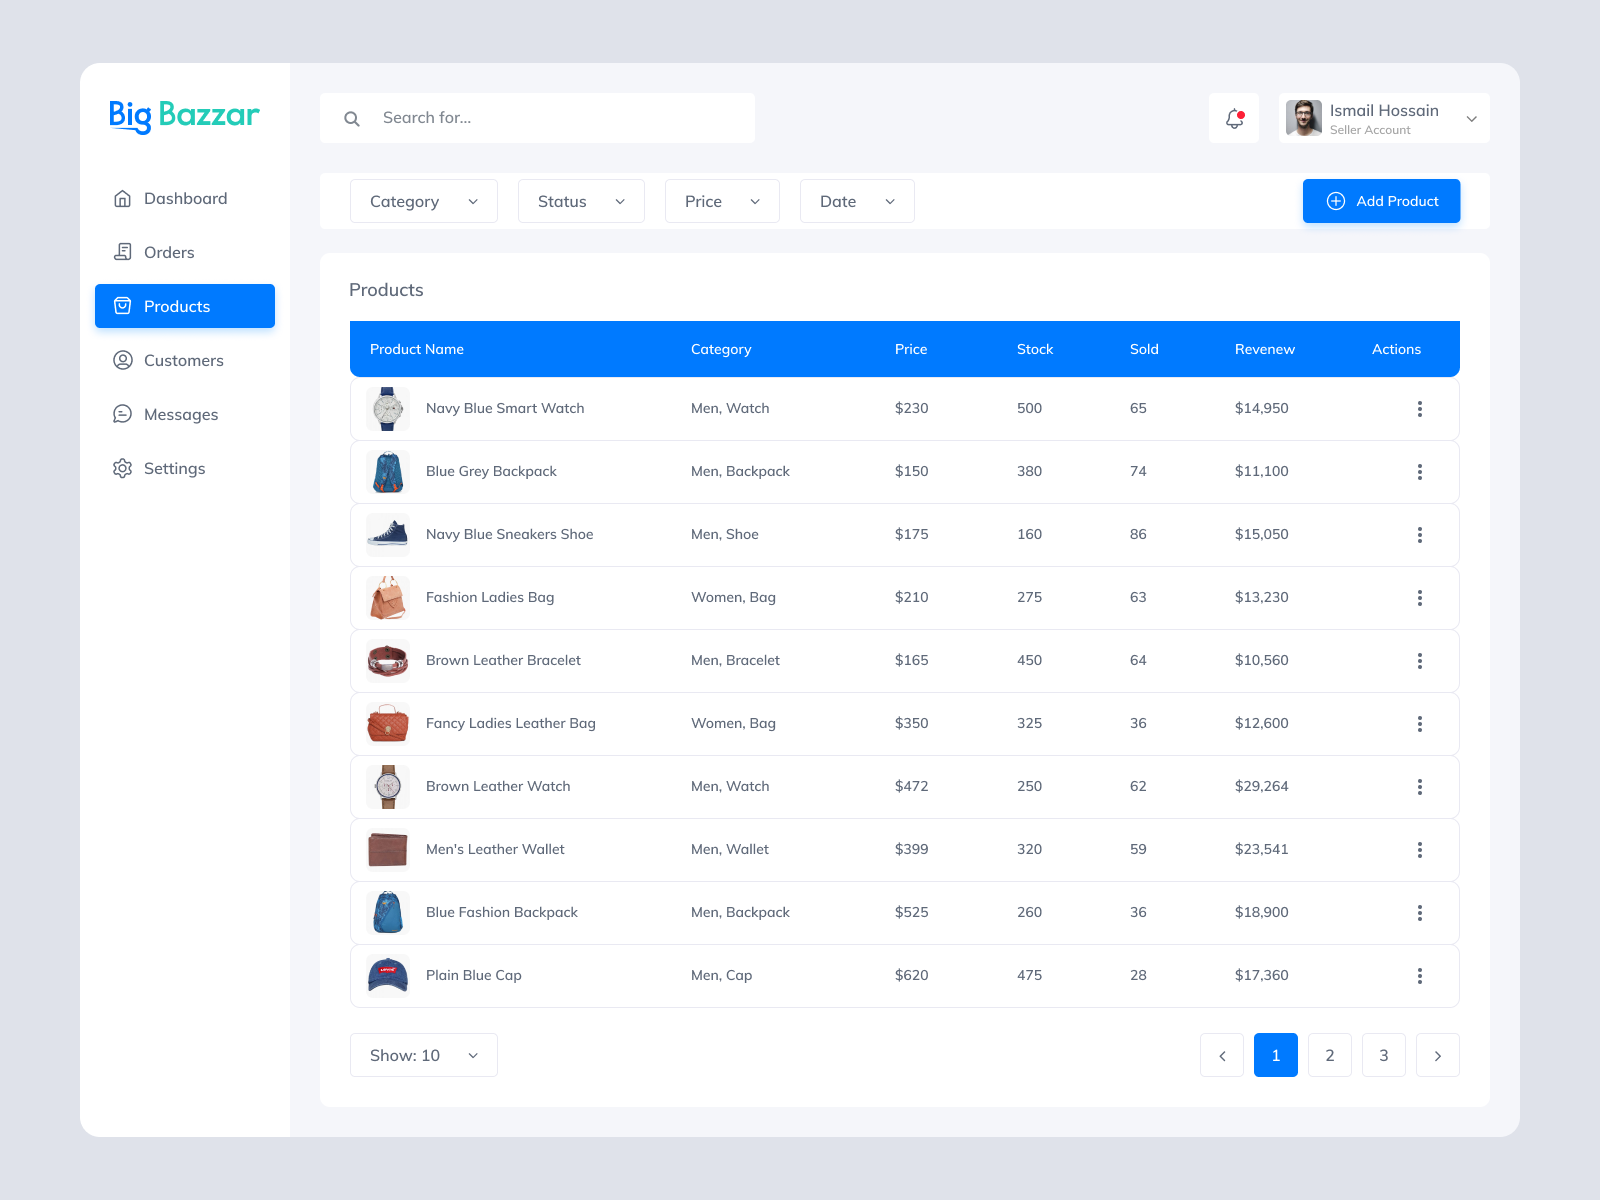 Big Bazzar
Search for...
Ismail Hossain
Seller Account
Dashboard
Orders
Products
Customers
Messages
Settings
Category
Status
Price
Date
Add Product
Products
Product Name Category Price Stock Sold Revenew Actions
Navy Blue Smart Watch Men, Watch $230 500 65 $14,950
Blue Grey Backpack Men, Backpack $150 380 74 $11,100
Navy Blue Sneakers Shoe Men, Shoe $175 160 86 $15,050
Fashion Ladies Bag Women, Bag $210 275 63 $13,230
Brown Leather Bracelet Men, Bracelet $165 450 64 $10,560
Fancy Ladies Leather Bag Women, Bag $350 325 36 $12,600
Brown Leather Watch Men, Watch $472 250 62 $29,264
Men's Leather Wallet Men, Wallet $399 320 59 $23,541
Blue Fashion Backpack Men, Backpack $525 260 36 $18,900
Plain Blue Cap Men, Cap $620 475 28 $17,360
Show: 10
1 2 3